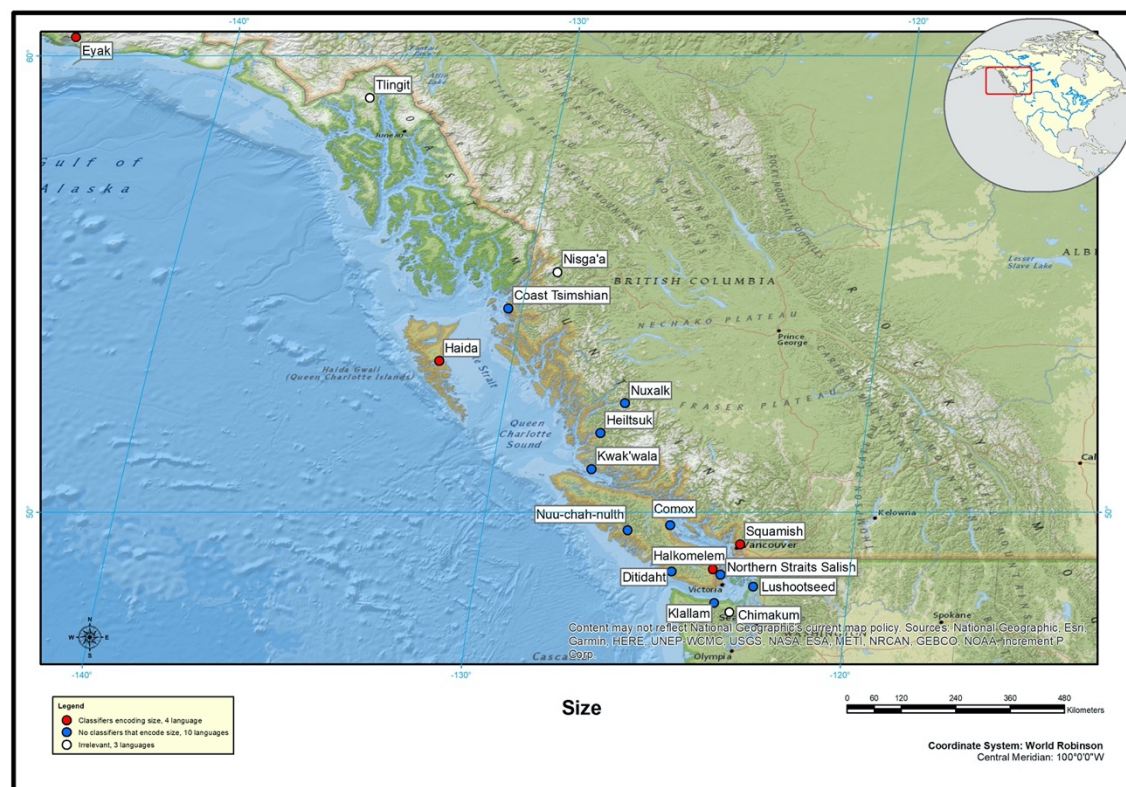 -140°
-130°
-120°
60°
Eyak
Tlingit
Atlin
Lake
Juneau
Gulf of
Alaska
Nisga'a
BRITISH COLUMBIA
Lesser
Slave Lake
Coast Tsimshian
NECHAKO PLATEAU
Prince
George
Haida
Haida Gwaii
(Queen Charlotte Islands)
Strait
Nuxalk
FRASER PLATEAU
Heiltsuk
Queen
Charlotte
Sound
Kwak'wala
50°
50°
Nuu-chah-nulth
Comox
Kelowna
Squamish
Vancouver
Halkomelem
Northern Straits Salish
Ditidaht
Victoria
Lushootseed
Klallam
Chimakum
Spokane
Content may not reflect National Geographic's current map policy. Sources: National Geographic, Esri,
Garmin, HERE, UNEP-WCMC, USGS, NASA, ESA, METI, NRCAN, GEBCO, NOAA, increment P
Corp.
Olympia
N
W
E
S
-140°
-130°
-120°
Legend
Classifiers encoding size, 4 language
No classifiers that encode size, 10 languages
Irrelevant, 3 languages
Size
0 60 120 240 360 480
Kilometers
Coordinate System: World Robinson
Central Meridian: 100°0'0"W